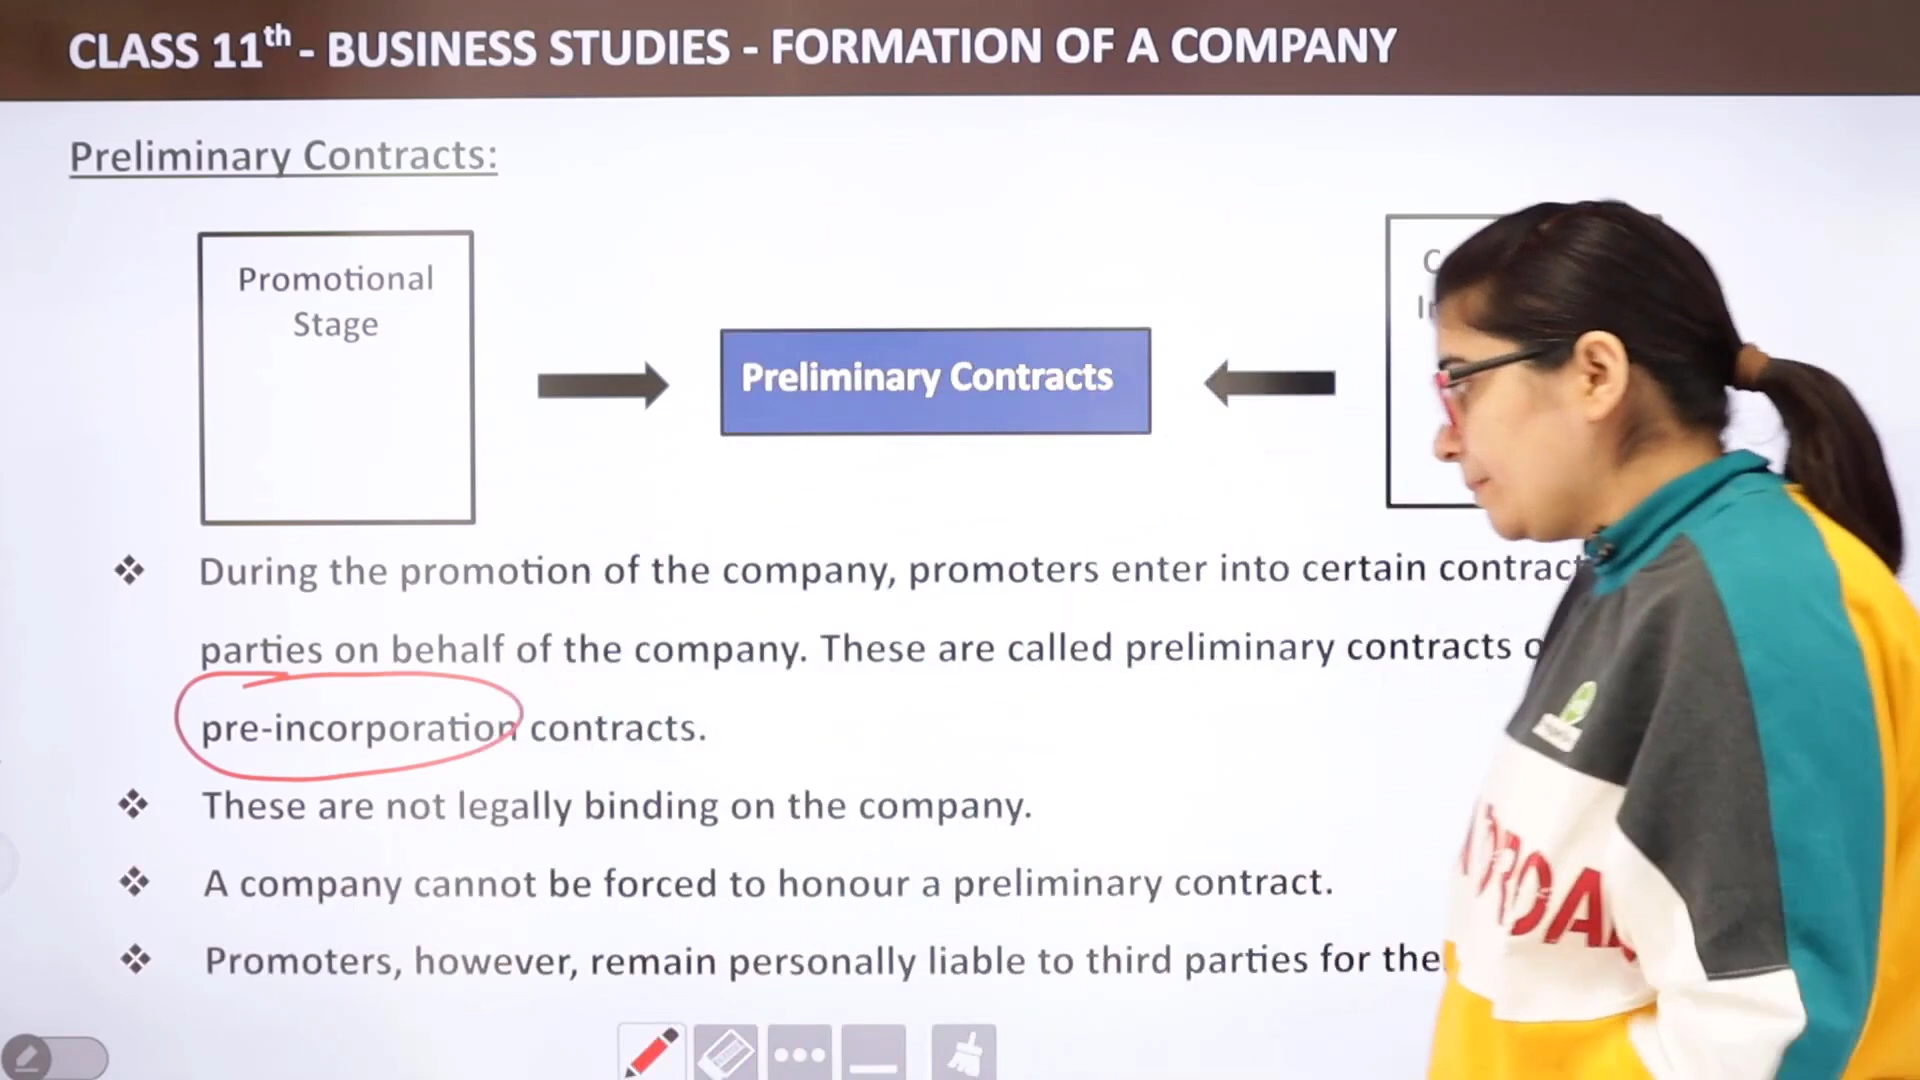 CLASS 11th - BUSINESS STUDIES - FORMATION OF A COMPANY
Preliminary Contracts:
Promotional
Stage
Preliminary Contracts
During the promotion of the company, promoters enter into certain
parties on behalf of the company. These are called preliminary contracts
pre-incorporation contracts.
These are not legally binding on the company.
A company cannot be forced to honour a preliminary contract.
Promoters, however, remain personally liable to third parties for